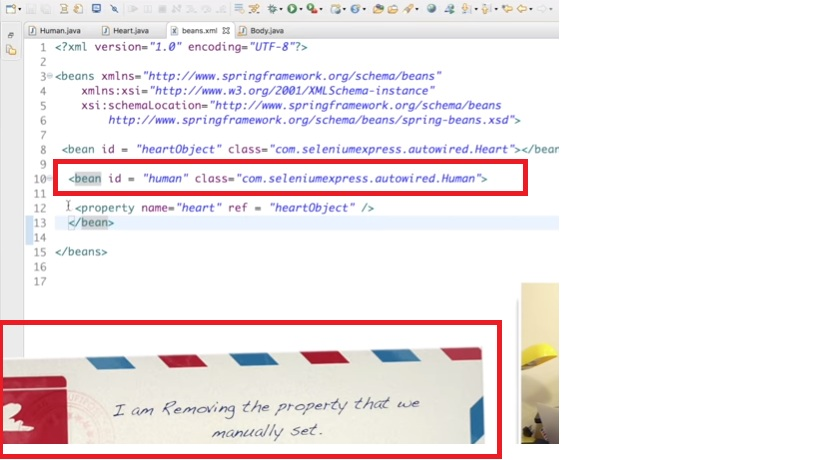 Human.java Heart.java beans.xml Body.java
1 <?xml version="1.0" encoding="UTF-8"?>
2
3 <beans xmlns="http://www.springframework.org/schema/beans"
4 xmlns:xsi="http://www.w3.org/2001/XMLSchema-instance"
5 xsi:schemaLocation="http://www.springframework.org/schema/beans
6 http://www.springframework.org/schema/beans/spring-beans.xsd">
7
8 <bean id = "heartObject" class="com.seleniumexpress.autowired.Heart"></bean
9
10 <bean id = "human" class="com.seleniumexpress.autowired.Human">
11
12 <property name="heart" ref = "heartObject" />
13 </bean>
14
15 </beans>
16
17
I am Removing the property that we
manually set.